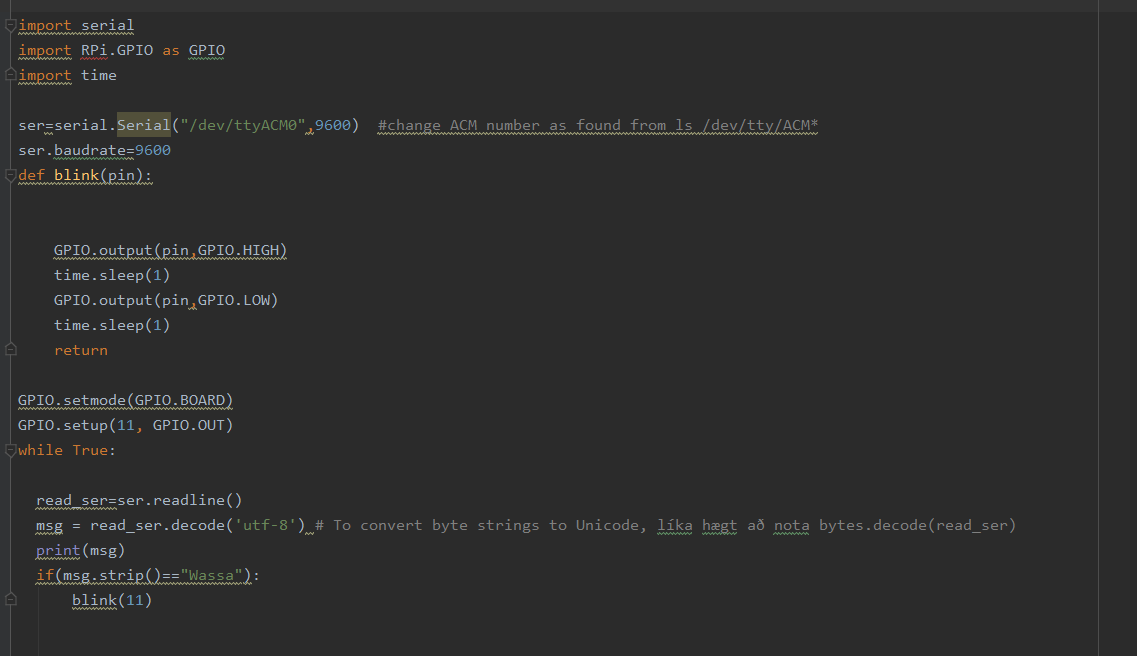 import serial
import RPi.GPIO as GPIO
import time
ser=serial.Serial("/dev/ttyACM0",9600)  #change ACM number as found from ls /dev/tty/ACM*
ser.baudrate=9600
def blink(pin):
    GPIO.output(pin,GPIO.HIGH)
    time.sleep(1)
    GPIO.output(pin,GPIO.LOW)
    time.sleep(1)
    return
GPIO.setmode(GPIO.BOARD)
GPIO.setup(11, GPIO.OUT)
while True:
  read_ser=ser.readline()
  msg = read_ser.decode('utf-8') # To convert byte strings to Unicode, líka hægt að nota bytes.decode(read_ser)
  print(msg)
  if(msg.strip()=="Wassa"):
      blink(11)